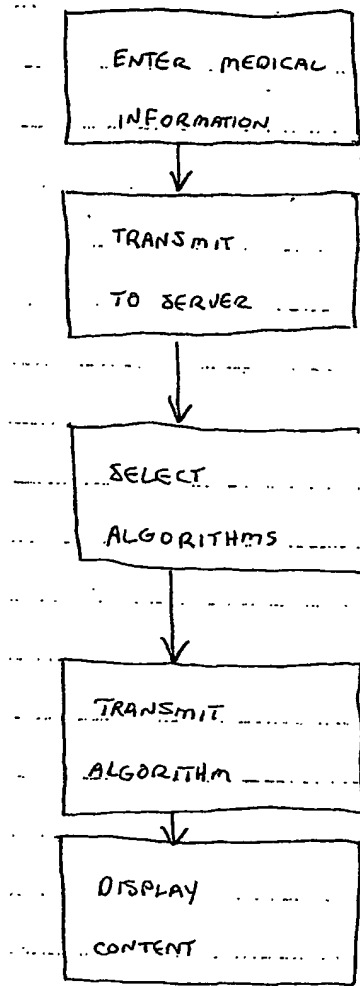 ENTER MEDICAL
INFORMATION
TRANSMIT
TO SERVER
SELECT
ALGORITHMS
TRANSMIT
ALGORITHM
DISPLAY
CONTENT